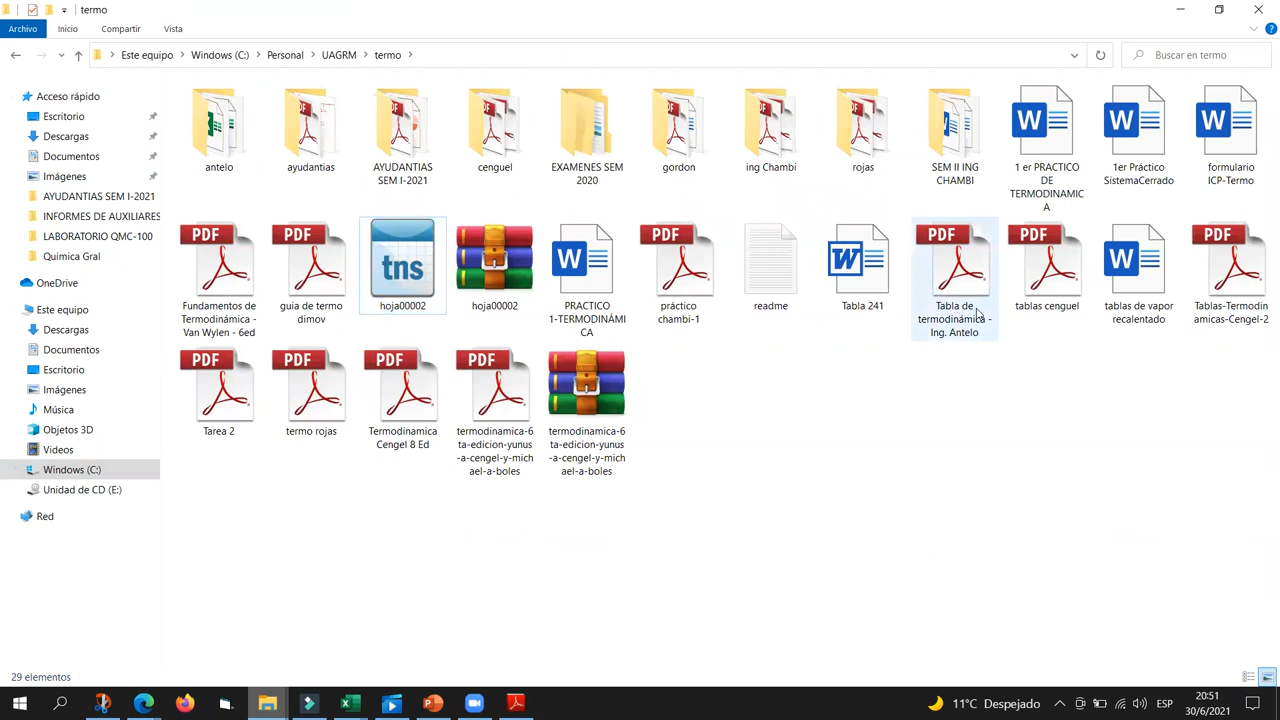 termo
Archivo Inicio Compartir Vista
Este equipo Windows (C:) Personal UAGRM termo
Buscar en termo
Acceso rápido
Escritorio
Descargas
Documentos
Imágenes
AYUDANTIAS SEM I-2021
INFORMES DE AUXILIARES
LABORATORIO QMC-100
Quimica Gral
OneDrive
Este equipo
Descargas
Documentos
Escritorio
Imágenes
Música
Objetos 3D
Videos
Windows (C:)
Unidad de CD (E:)
Red
antelo
ayudantias
AYUDANTIAS
SEM I-2021
cenguel
EXAMENES SEM
2020
gordon
ing Chambi
rojas
SEM II ING
CHAMBI
1 er PRACTICO
DE
TERMODINAMIC
A
1er Práctico
SistemaCerrado
formulario
ICP-Termo
PDF
Fundamentos de
Termodinámica -
Van Wylen - 6ed
PDF
guia de termo
dimov
tns
hoja00002
hoja00002
PRACTICO
1-TERMODINÁMI
CA
PDF
práctico
chambi-1
readme
Tabla 241
PDF
Tabla de
termodinámica -
Ing. Antelo
PDF
tablas cenguel
tablas de vapor
recalentado
PDF
Tablas-Termodin
amicas-Cengel-2
PDF
Tarea 2
PDF
termo rojas
PDF
Termodinamica
Cengel 8 Ed
PDF
termodinamica-6
ta-edicion-yunus
-a-cengel-y-mich
ael-a-boles
termodinamica-6
ta-edicion-yunus
-a-cengel-y-mich
ael-a-boles
29 elementos
11°C Despejado
ESP
20:51
30/6/2021